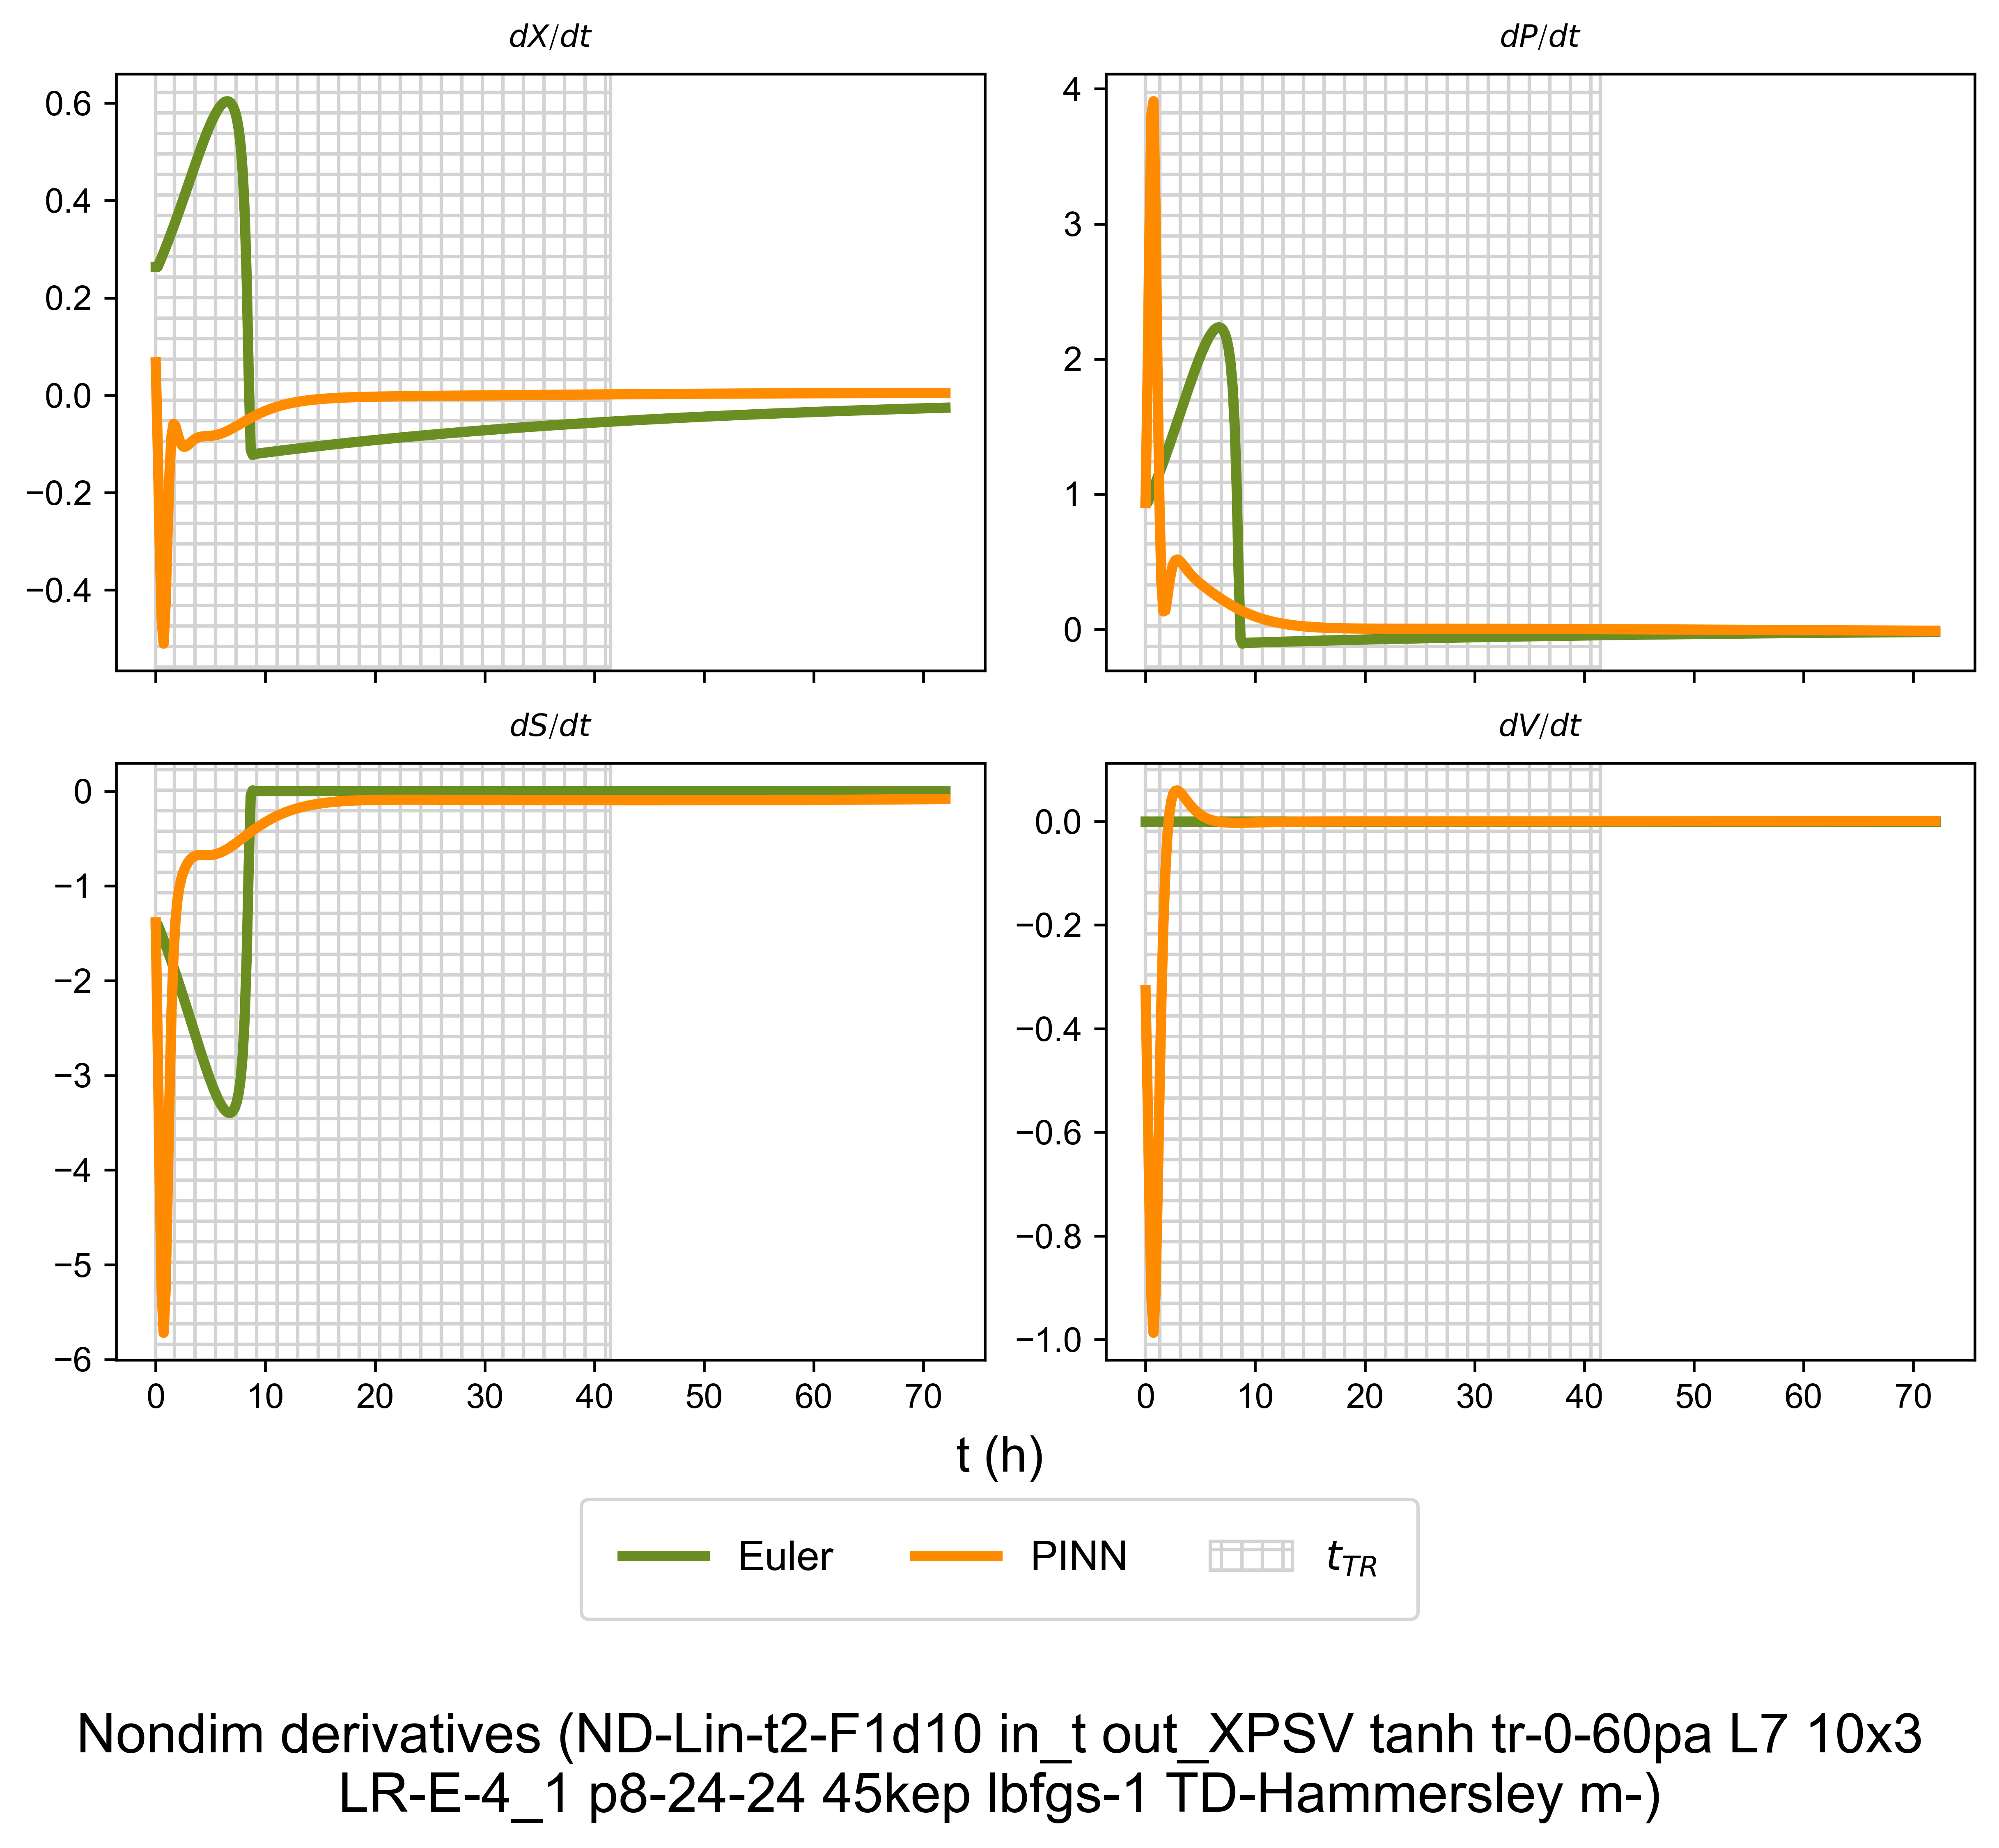 dX/dt
dP/dt
0.6
0.4
0.2
0.0
−0.2
−0.4
4
3
2
1
0
dS/dt
dV/dt
0
−1
−2
−3
−4
−5
−6
0.0
−0.2
−0.4
−0.6
−0.8
−1.0
0 10 20 30 40 50 60 70
0 10 20 30 40 50 60 70
t (h)
Euler PINN t_TR
Nondim derivatives (ND-Lin-t2-F1d10 in_t out_XPSV tanh tr-0-60pa L7 10x3
LR-E-4_1 p8-24-24 45kep lbfgs-1 TD-Hammersley m-)